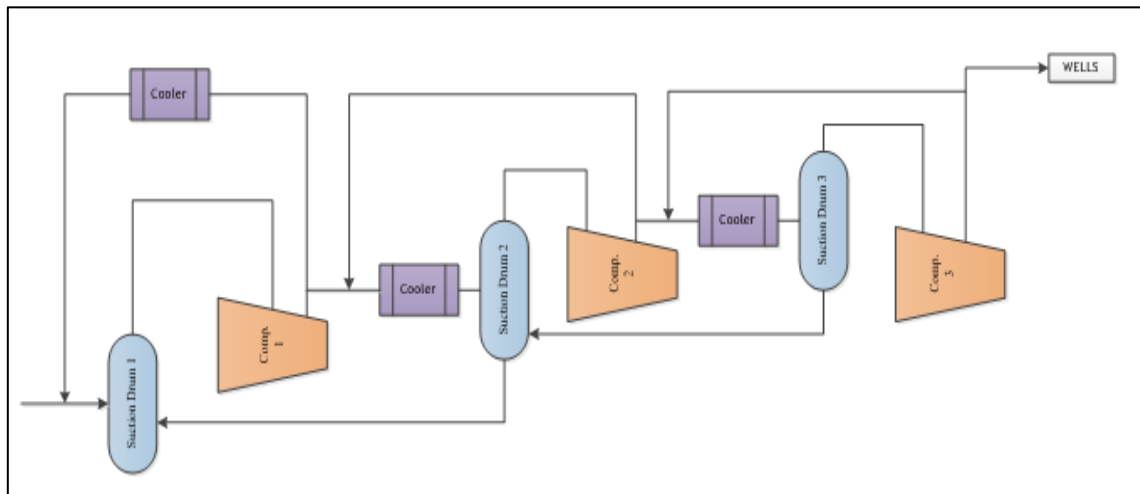 WELLS
Cooler
Cooler
Cooler
Suction Drum 1
Comp.
1
Suction Drum 2
Comp.
2
Suction Drum 3
Comp.
3